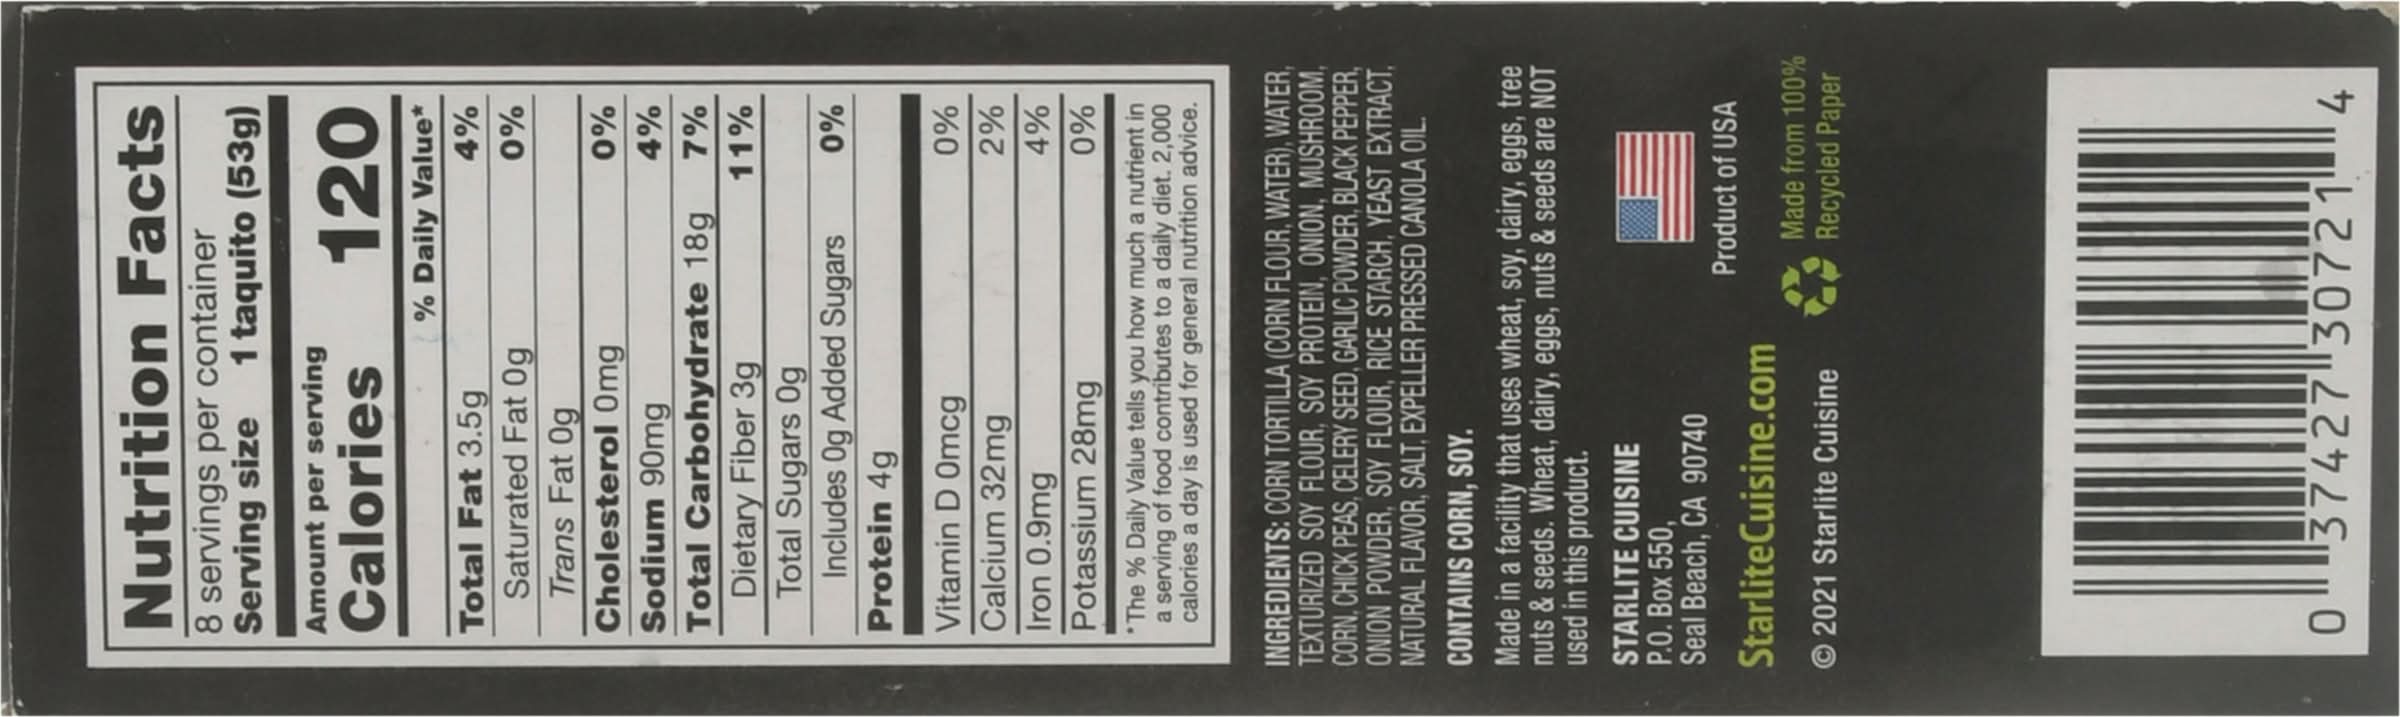 Nutrition Facts
8 servings per container
Serving size 1 taquito (53g)
Amount per serving
Calories 120
% Daily Value*
Total Fat 3.5g 4%
Saturated Fat 0g 0%
Trans Fat 0g
Cholesterol 0mg 0%
Sodium 90mg 4%
Total Carbohydrate 18g 7%
Dietary Fiber 3g 11%
Total Sugars 0g
Includes 0g Added Sugars 0%
Protein 4g
Vitamin D 0mcg 0%
Calcium 32mg 2%
Iron 0.9mg 4%
Potassium 28mg 0%
*The % Daily Value tells you how much a nutrient in
a serving of food contributes to a daily diet. 2,000
calories a day is used for general nutrition advice.
INGREDIENTS: CORN TORTILLA (CORN FLOUR, WATER), WATER,
TEXTURIZED SOY FLOUR, SOY PROTEIN, ONION, MUSHROOM,
CORN, CHICK PEAS, CELERY SEED, GARLIC POWDER, BLACK PEPPER,
ONION POWDER, SOY FLOUR, RICE STARCH, YEAST EXTRACT,
NATURAL FLAVOR, SALT, EXPELLER PRESSED CANOLA OIL.
CONTAINS CORN, SOY.
Made in a facility that uses wheat, soy, dairy, eggs, tree
nuts & seeds. Wheat, dairy, eggs, nuts & seeds are NOT
used in this product.
STARLITE CUISINE
P.O. Box 550,
Seal Beach, CA 90740
Product of USA
StarliteCuisine.com
Made from 100%
Recycled Paper
© 2021 Starlite Cuisine
0 37427 30721 4